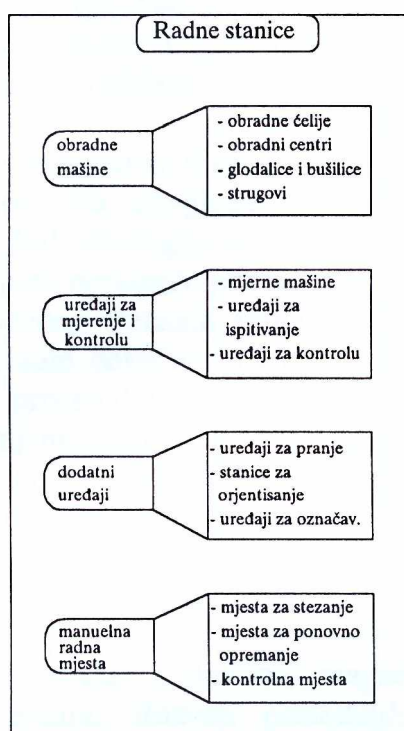 Radne stanice
obradne
mašine
- obradne ćelije
- obradni centri
- glodalice i bušilice
- strugovi
uređaji za
mjerenje i
kontrolu
- mjerne mašine
- uređaji za
ispitivanje
- uređaji za kontrolu
dodatni
uređaji
- uređaji za pranje
- stanice za
orjentisanje
- uređaji za označav.
manuelna
radna
mjesta
- mjesta za stezanje
- mjesta za ponovno
opremanje
- kontrolna mjesta